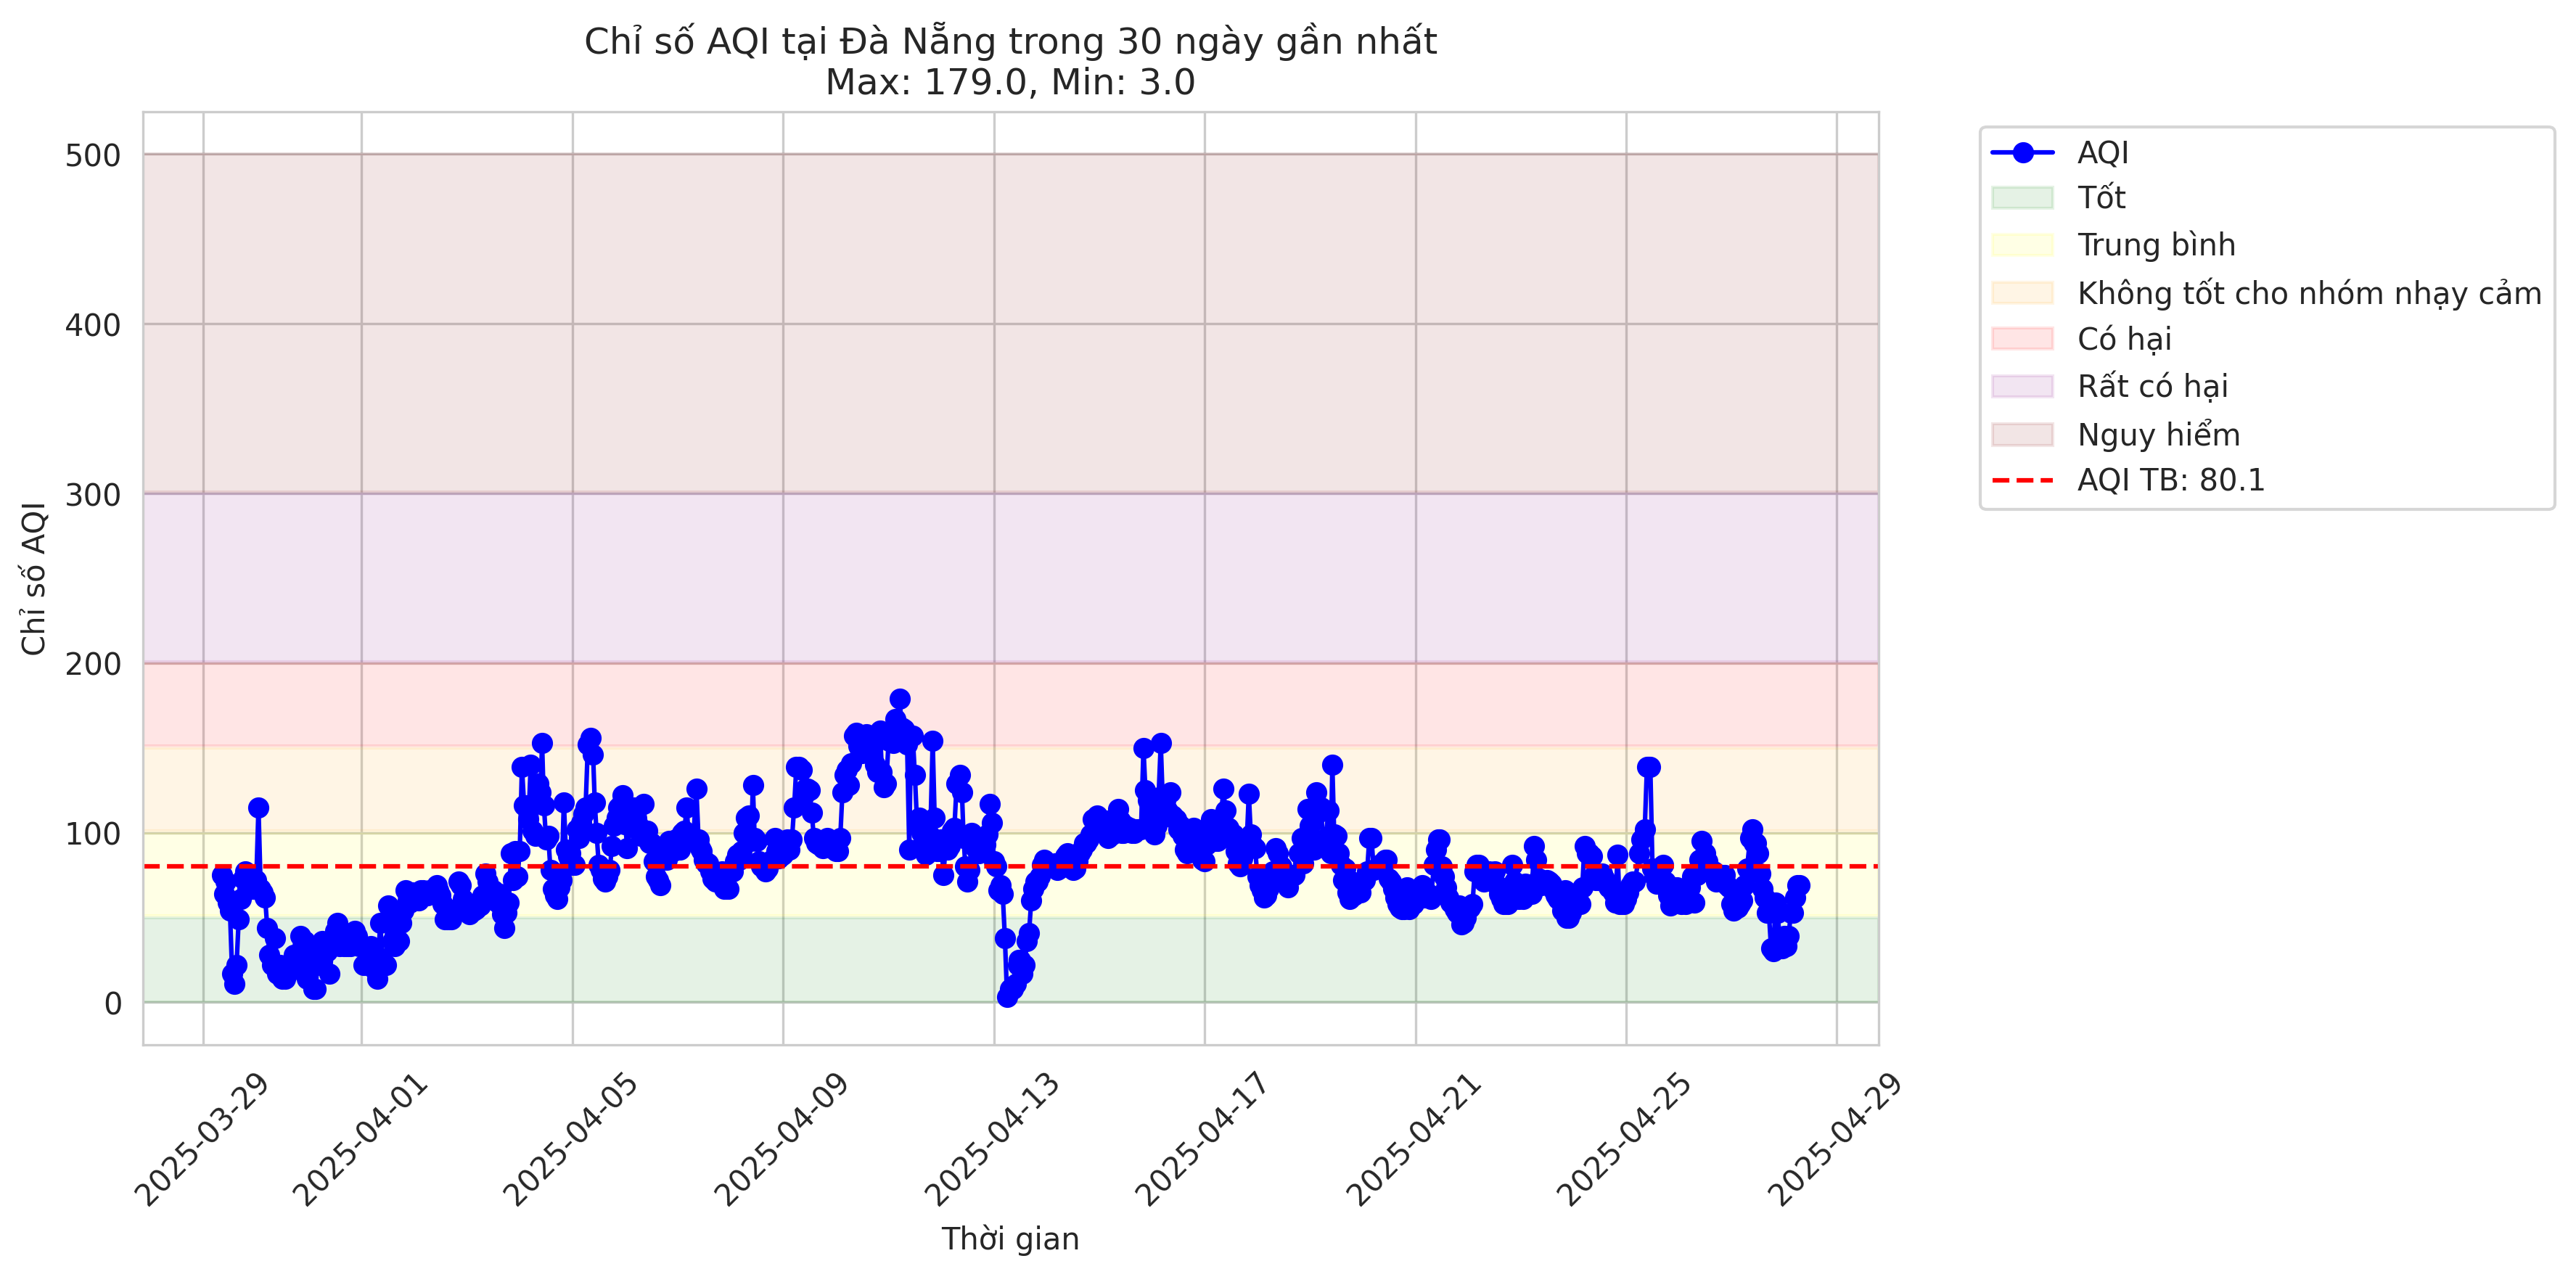 Chỉ số AQI tại Đà Nẵng trong 30 ngày gần nhất
Max: 179.0, Min: 3.0
Chỉ số AQI
500
400
300
200
100
0
2025-03-29
2025-04-01
2025-04-05
2025-04-09
2025-04-13
2025-04-17
2025-04-21
2025-04-25
2025-04-29
Thời gian
AQI
Tốt
Trung bình
Không tốt cho nhóm nhạy cảm
Có hại
Rất có hại
Nguy hiểm
AQI TB: 80.1